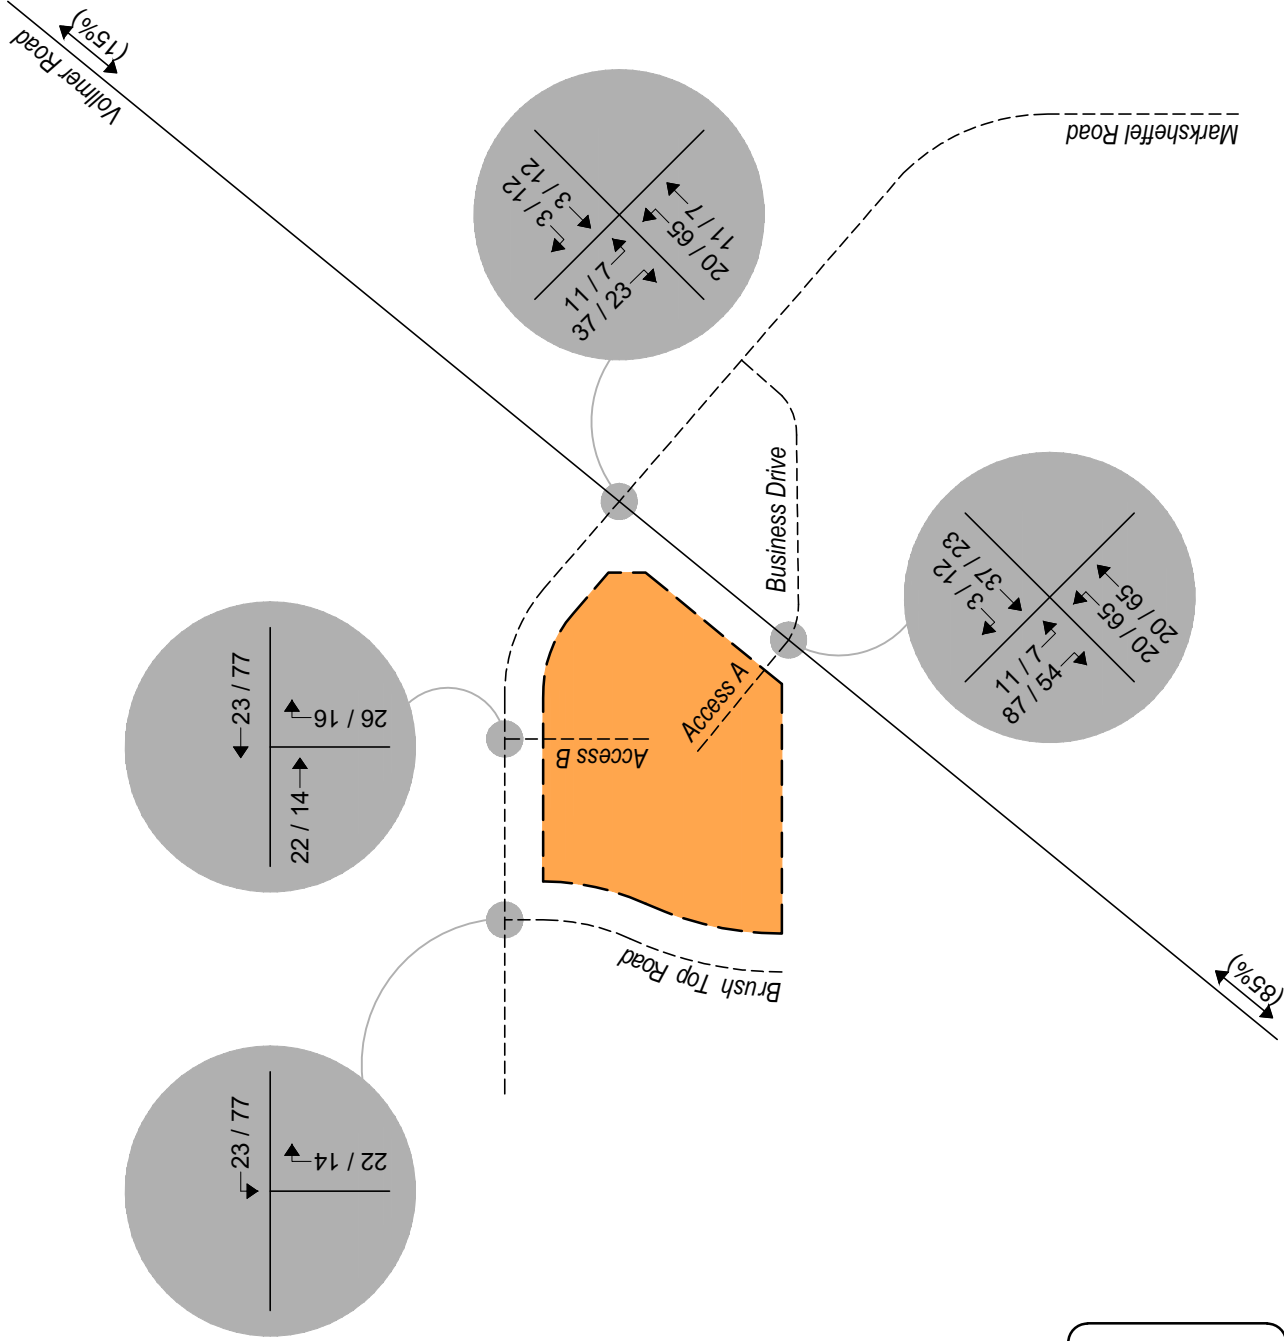 (15%)
Vollmer Road
Marksheffel Road
3 / 12
3 / 12
11 / 7
37 / 23
11 / 7
20 / 65
Business Drive
3 / 12
37 / 23
11 / 7
87 / 54
20 / 65
20 / 65
23 / 77
26 / 16
22 / 14
Access A
Access B
Brush Top Road
23 / 77
22 / 14
(85%)